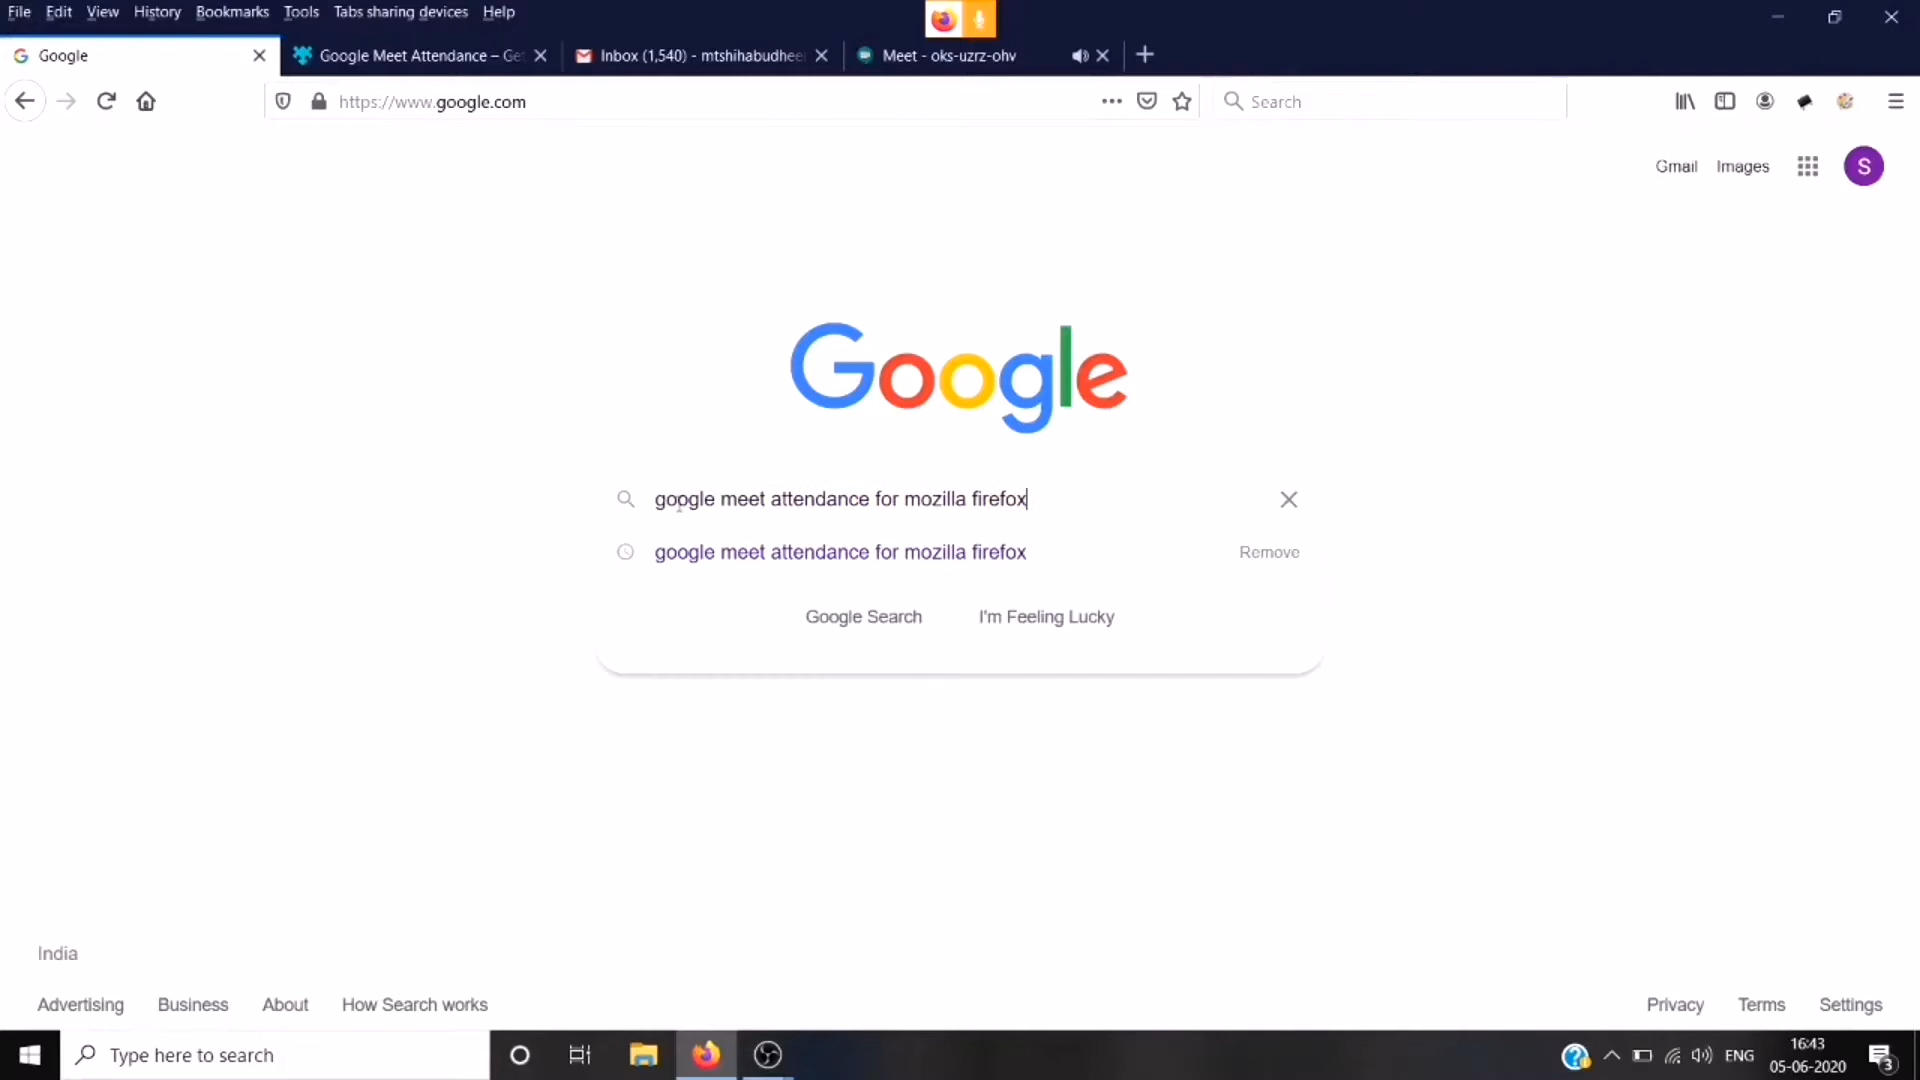 File Edit View History Bookmarks Tools Tabs sharing devices Help
Google
Google Meet Attendance – Get
Inbox (1,540) - mtshihabudhee
Meet - oks-uzrz-ohv
https://www.google.com
Search
Gmail Images
S
Google
google meet attendance for mozilla firefox
google meet attendance for mozilla firefox Remove
Google Search I'm Feeling Lucky
India
Advertising Business About How Search works Privacy Terms Settings
Type here to search
ENG
16:43
05-06-2020
3